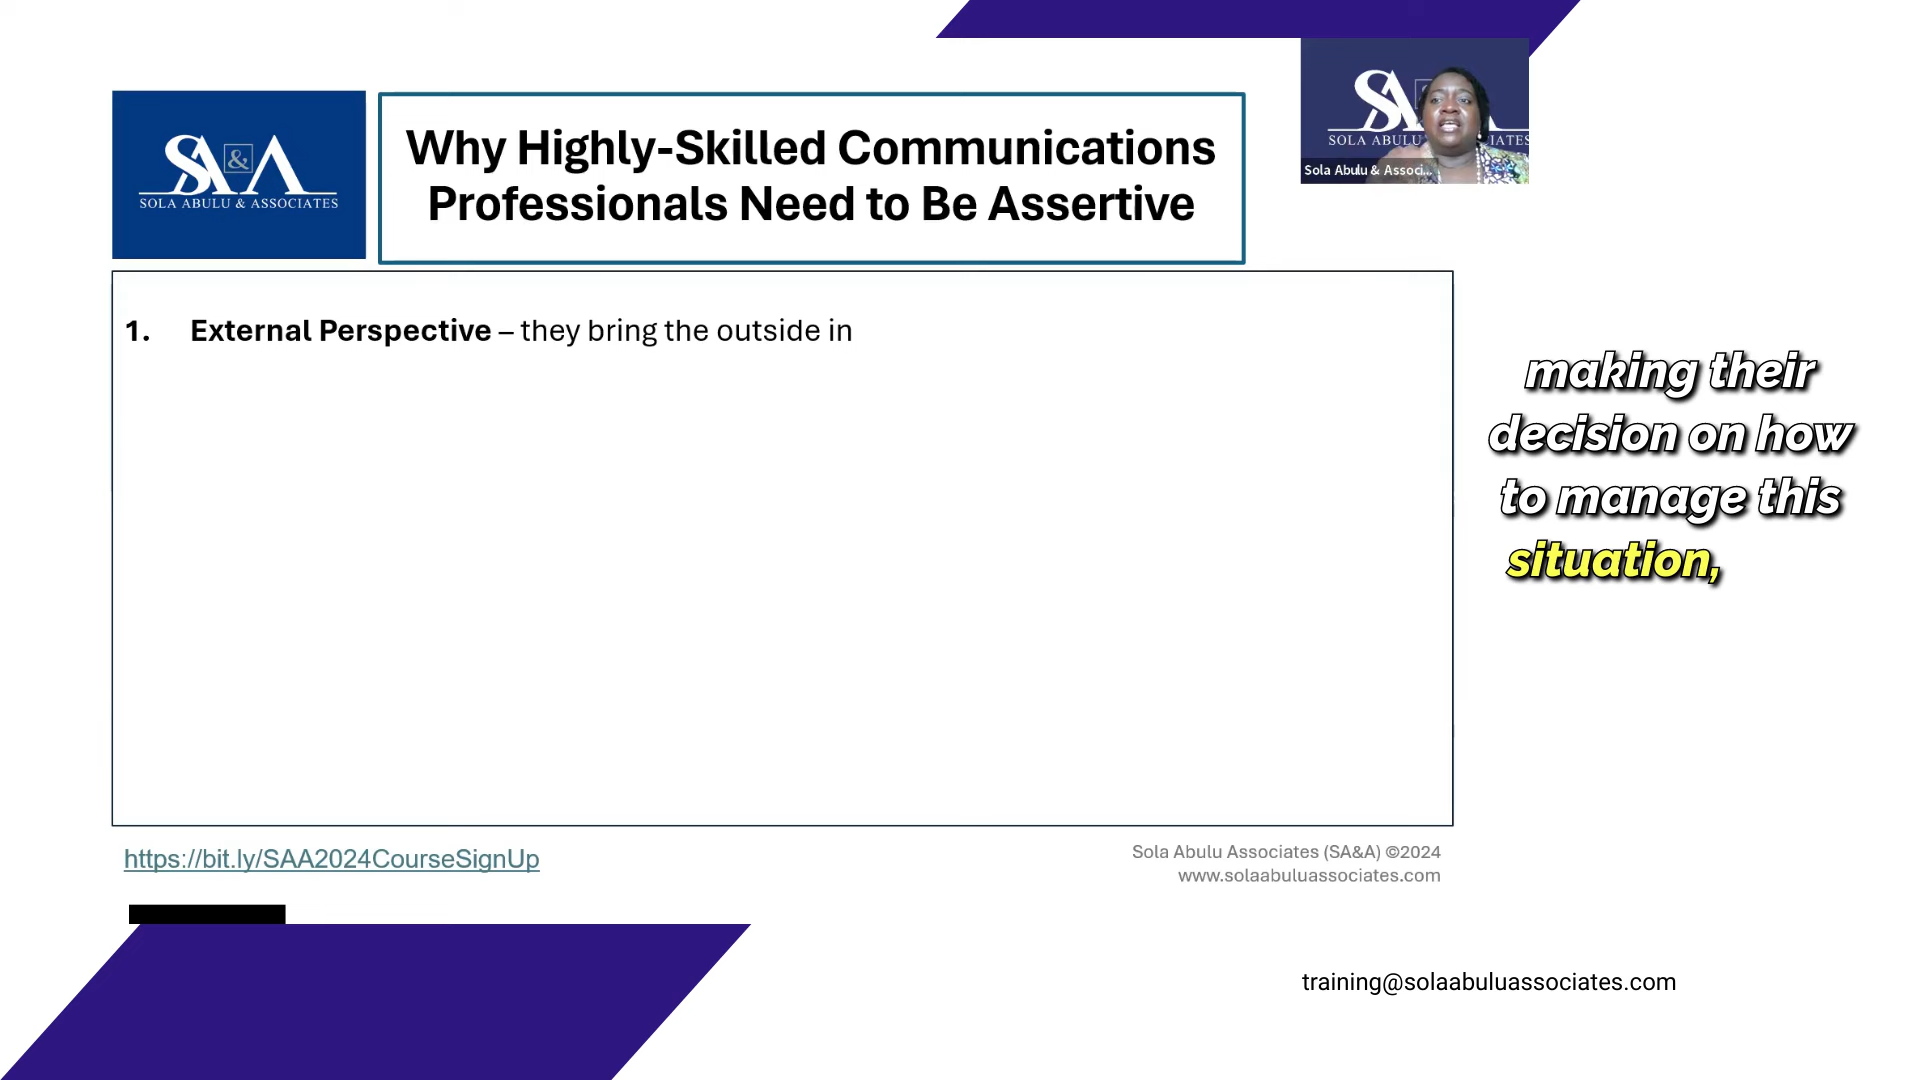 SA&A
SOLA ABULU & ASSOCIATES
Why Highly-Skilled Communications
Professionals Need to Be Assertive
SOLA ABULU
IATES
Sola Abulu & Associ...
1. External Perspective – they bring the outside in
making their
decision on how
to manage this
situation,
https://bit.ly/SAA2024CourseSignUp
Sola Abulu Associates (SA&A) ©2024
www.solaabuluassociates.com
training@solaabuluassociates.com